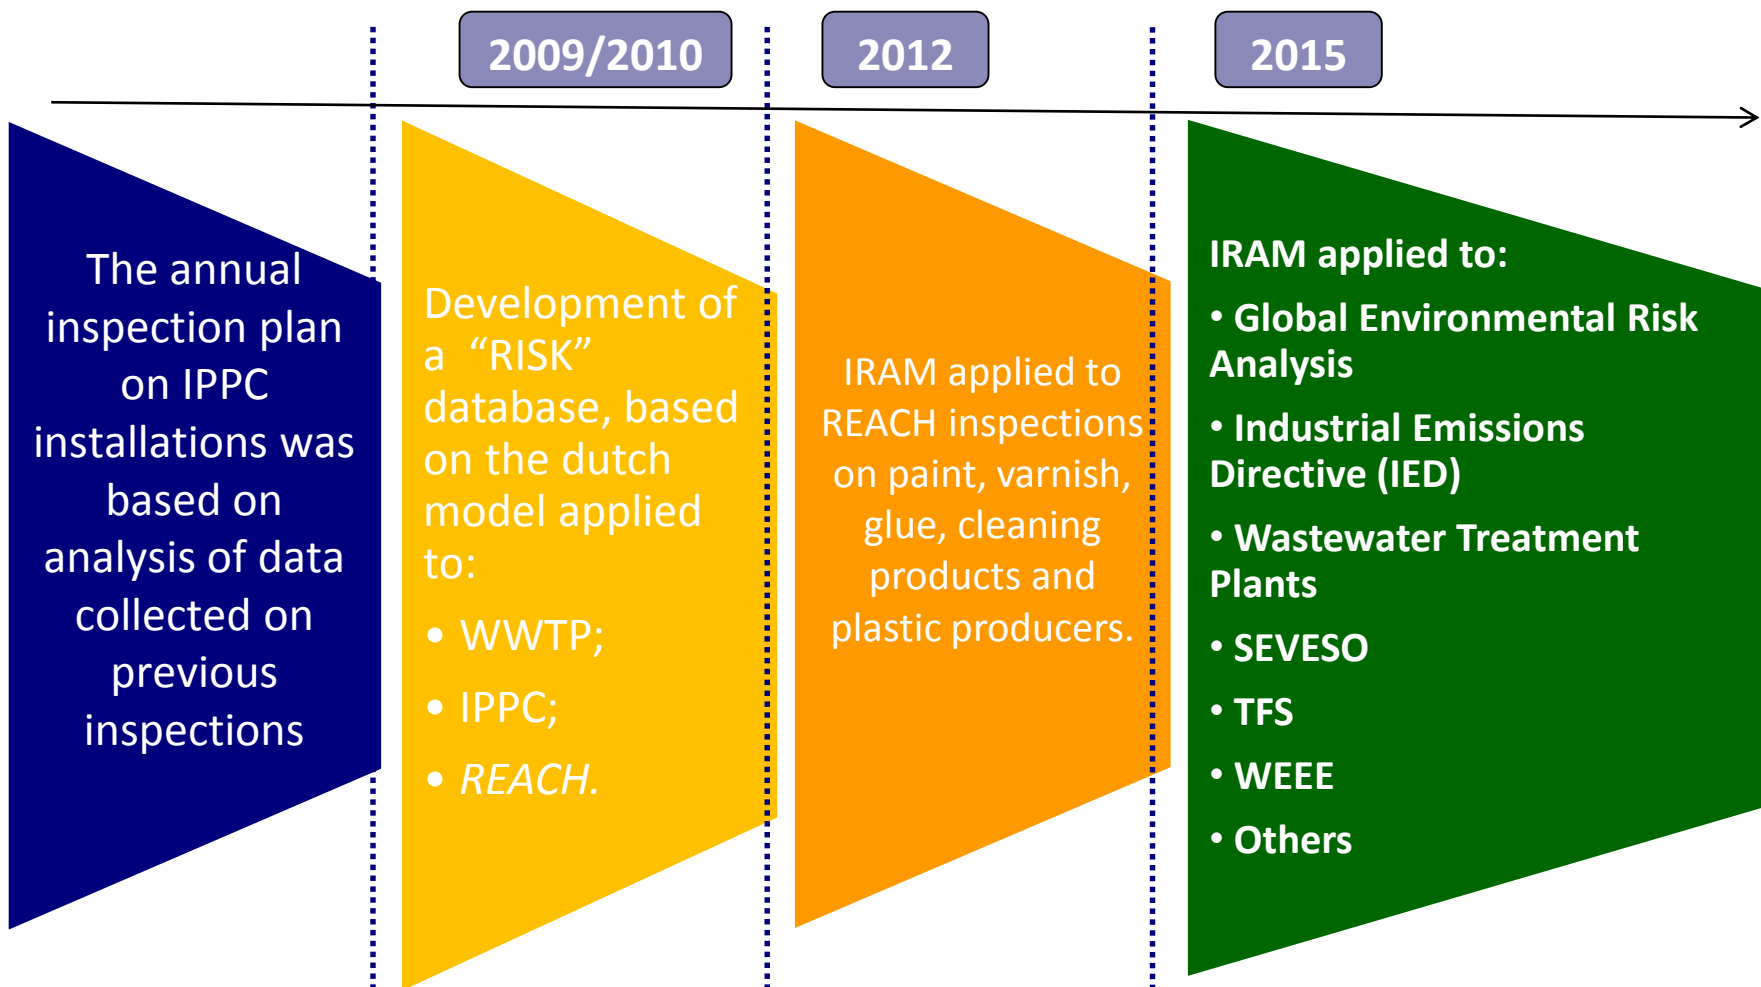 2009/2010
2012
2015
The annual
inspection plan
on IPPC
installations was
based on
analysis of data
collected on
previous
inspections
Development of
a “RISK”
database, based
on the dutch
model applied
to:
• WWTP;
• IPPC;
• REACH.
IRAM applied to
REACH inspections
on paint, varnish,
glue, cleaning
products and
plastic producers.
IRAM applied to:
• Global Environmental Risk
Analysis
• Industrial Emissions
Directive (IED)
• Wastewater Treatment
Plants
• SEVESO
• TFS
• WEEE
• Others